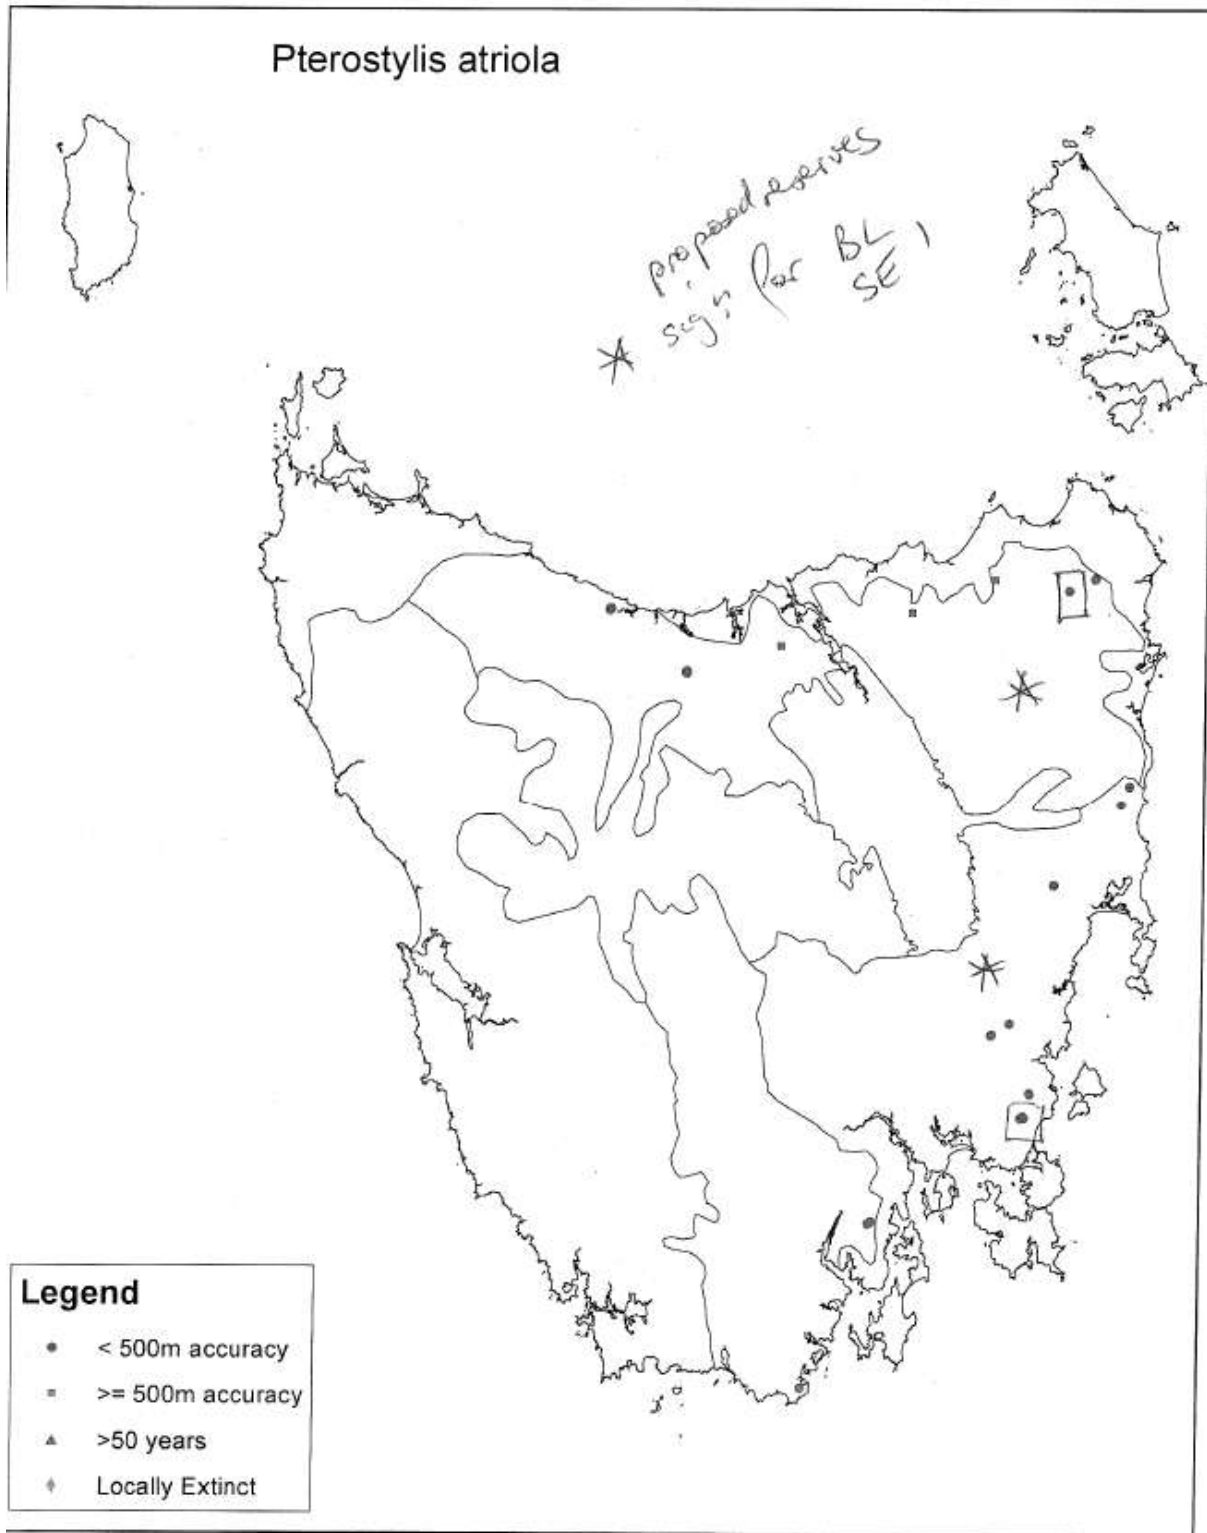 Pterostylis atriola
proposed reserves
sign for BL
SE 1
Legend
< 500m accuracy
>= 500m accuracy
>50 years
Locally Extinct